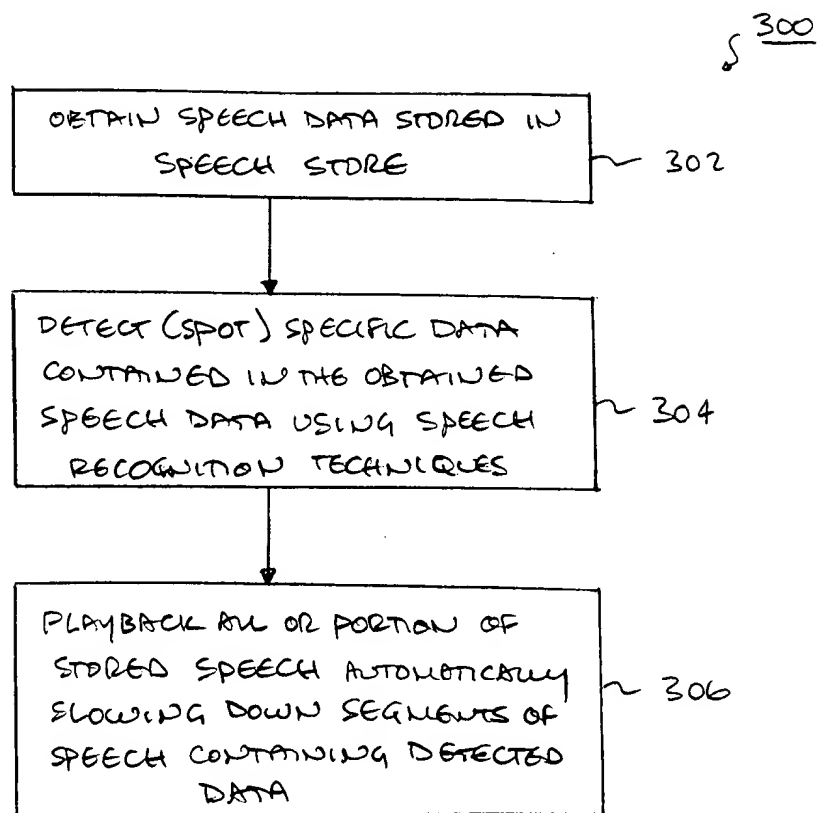 300
OBTAIN SPEECH DATA STORED IN
SPEECH STORE
302
DETECT (SPOT) SPECIFIC DATA
CONTAINED IN THE OBTAINED
SPEECH DATA USING SPEECH
RECOGNITION TECHNIQUES
304
PLAYBACK ALL OR PORTION OF
STORED SPEECH AUTOMATICALLY
SLOWING DOWN SEGMENTS OF
SPEECH CONTAINING DETECTED
DATA
306